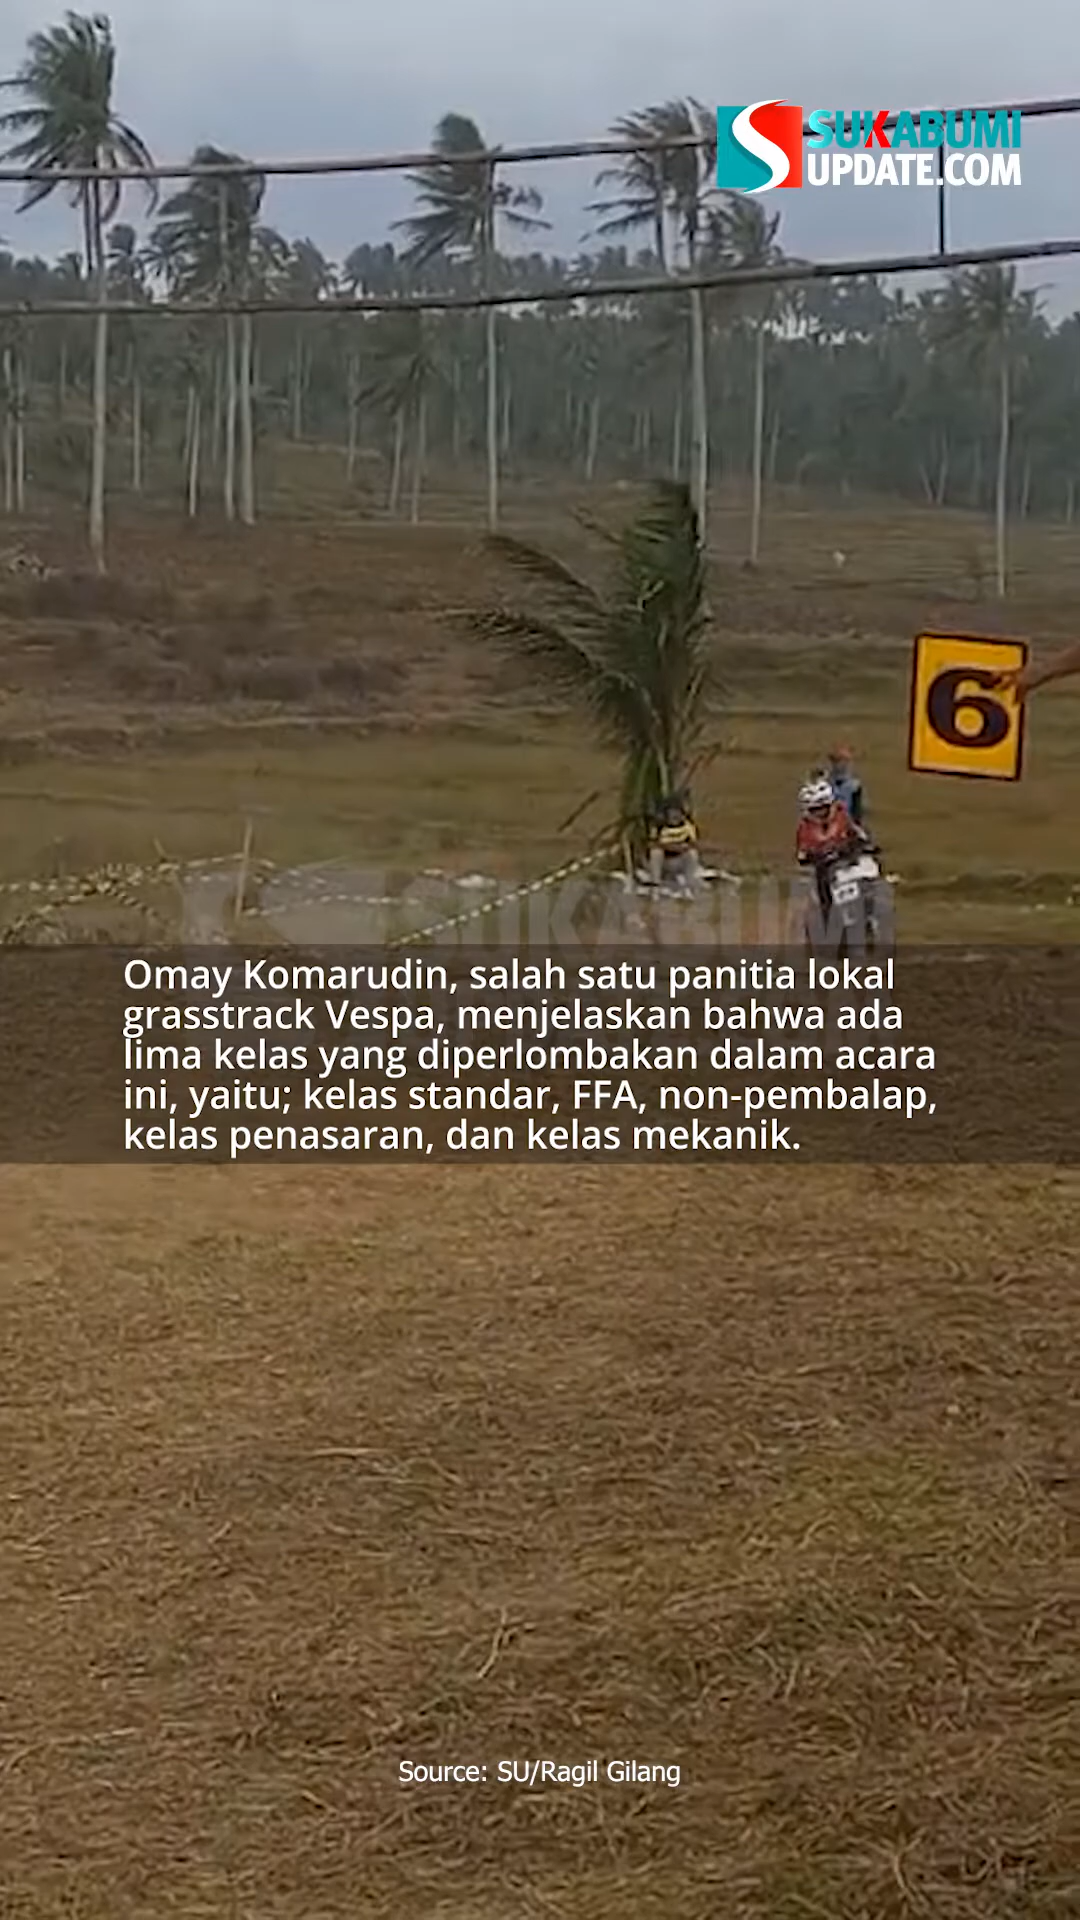 SUKABUMI
UPDATE.COM
6
SUKABUMI
Omay Komarudin, salah satu panitia lokal
grasstrack Vespa, menjelaskan bahwa ada
lima kelas yang diperlombakan dalam acara
ini, yaitu; kelas standar, FFA, non-pembalap,
kelas penasaran, dan kelas mekanik.
Source: SU/Ragil Gilang